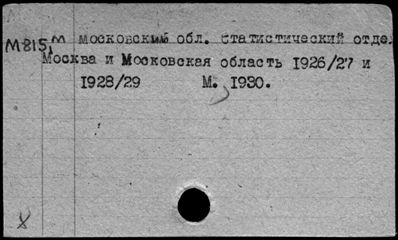 М815,м Московский обл. Статистический отдел
Москва и Московская область 1926/27 и
1928/29 М. 1930.